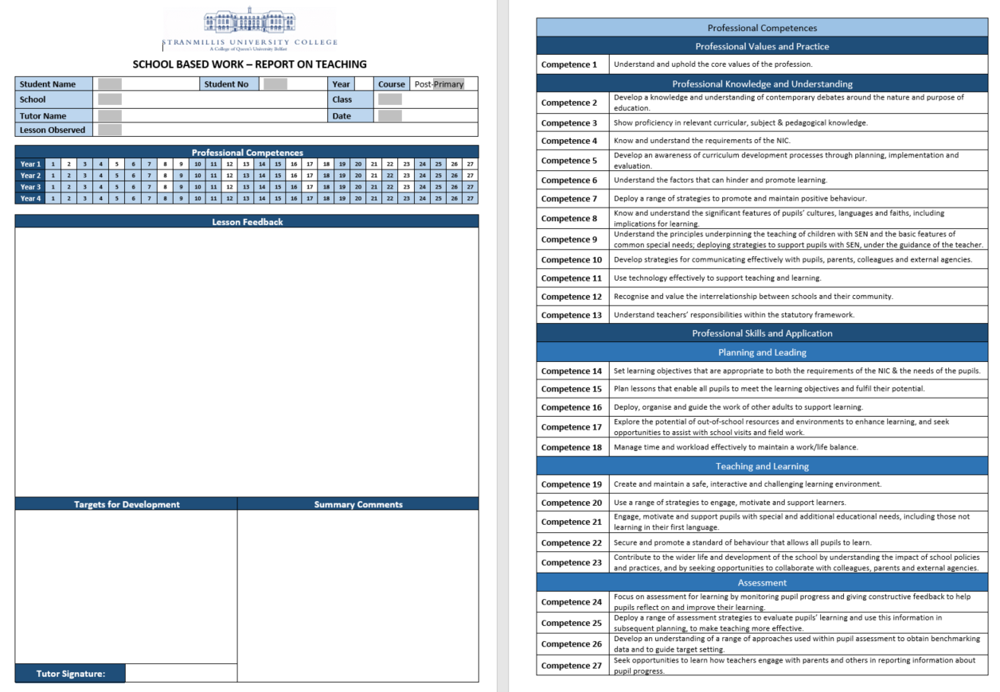 STRANMILLIS UNIVERSITY COLLEGE
A College of Queen's University Belfast
SCHOOL BASED WORK – REPORT ON TEACHING
Student Name Student No Year Course Post-Primary
School Class
Tutor Name Date
Lesson Observed
Professional Competences
Year 1 1 2 3 4 5 6 7 8 9 10 11 12 13 14 15 16 17 18 19 20 21 22 23 24 25 26 27
Year 2 1 2 3 4 5 6 7 8 9 10 11 12 13 14 15 16 17 18 19 20 21 22 23 24 25 26 27
Year 3 1 2 3 4 5 6 7 8 9 10 11 12 13 14 15 16 17 18 19 20 21 22 23 24 25 26 27
Year 4 1 2 3 4 5 6 7 8 9 10 11 12 13 14 15 16 17 18 19 20 21 22 23 24 25 26 27
Lesson Feedback
Targets for Development Summary Comments
Tutor Signature:
Professional Competences
Professional Values and Practice
Competence 1 Understand and uphold the core values of the profession.
Professional Knowledge and Understanding
Competence 2 Develop a knowledge and understanding of contemporary debates around the nature and purpose of
education.
Competence 3 Show proficiency in relevant curricular, subject & pedagogical knowledge.
Competence 4 Know and understand the requirements of the NIC.
Competence 5 Develop an awareness of curriculum development processes through planning, implementation and
evaluation.
Competence 6 Understand the factors that can hinder and promote learning.
Competence 7 Deploy a range of strategies to promote and maintain positive behaviour.
Competence 8 Know and understand the significant features of pupils' cultures, languages and faiths, including
implications for learning.
Competence 9 Understand the principles underpinning the teaching of children with SEN and the basic features of
common special needs; deploying strategies to support pupils with SEN, under the guidance of the teacher.
Competence 10 Develop strategies for communicating effectively with pupils, parents, colleagues and external agencies.
Competence 11 Use technology effectively to support teaching and learning.
Competence 12 Recognise and value the interrelationship between schools and their community.
Competence 13 Understand teachers' responsibilities within the statutory framework.
Professional Skills and Application
Planning and Leading
Competence 14 Set learning objectives that are appropriate to both the requirements of the NIC & the needs of the pupils.
Competence 15 Plan lessons that enable all pupils to meet the learning objectives and fulfil their potential.
Competence 16 Deploy, organise and guide the work of other adults to support learning.
Competence 17 Explore the potential of out-of-school resources and environments to enhance learning, and seek
opportunities to assist with school visits and field work.
Competence 18 Manage time and workload effectively to maintain a work/life balance.
Teaching and Learning
Competence 19 Create and maintain a safe, interactive and challenging learning environment.
Competence 20 Use a range of strategies to engage, motivate and support learners.
Competence 21 Engage, motivate and support pupils with special and additional educational needs, including those not
learning in their first language.
Competence 22 Secure and promote a standard of behaviour that allows all pupils to learn.
Competence 23 Contribute to the wider life and development of the school by understanding the impact of school policies
and practices, and by seeking opportunities to collaborate with colleagues, parents and external agencies.
Assessment
Competence 24 Focus on assessment for learning by monitoring pupil progress and giving constructive feedback to help
pupils reflect on and improve their learning.
Competence 25 Deploy a range of assessment strategies to evaluate pupils' learning and use this information in
subsequent planning, to make teaching more effective.
Competence 26 Develop an understanding of a range of approaches used within pupil assessment to obtain benchmarking
data and to guide target setting.
Competence 27 Seek opportunities to learn how teachers engage with parents and others in reporting information about
pupil progress.